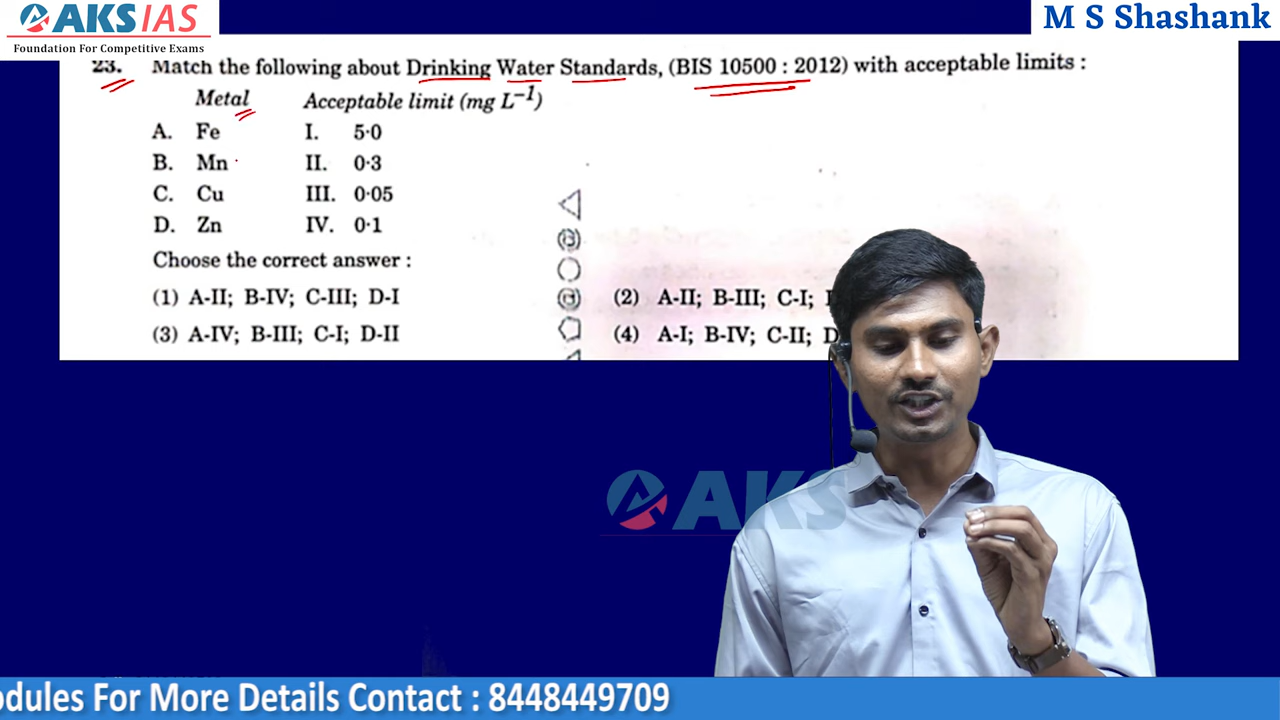 AKS IAS
Foundation For Competitive Exams
M S Shashank
23. Match the following about Drinking Water Standards, (BIS 10500 : 2012) with acceptable limits :
Metal Acceptable limit (mg L⁻¹)
A. Fe I. 5·0
B. Mn II. 0·3
C. Cu III. 0·05
D. Zn IV. 0·1
Choose the correct answer :
(1) A-II; B-IV; C-III; D-I (2) A-II; B-III; C-I;
(3) A-IV; B-III; C-I; D-II (4) A-I; B-IV; C-II; D
AKS
odules For More Details Contact : 8448449709